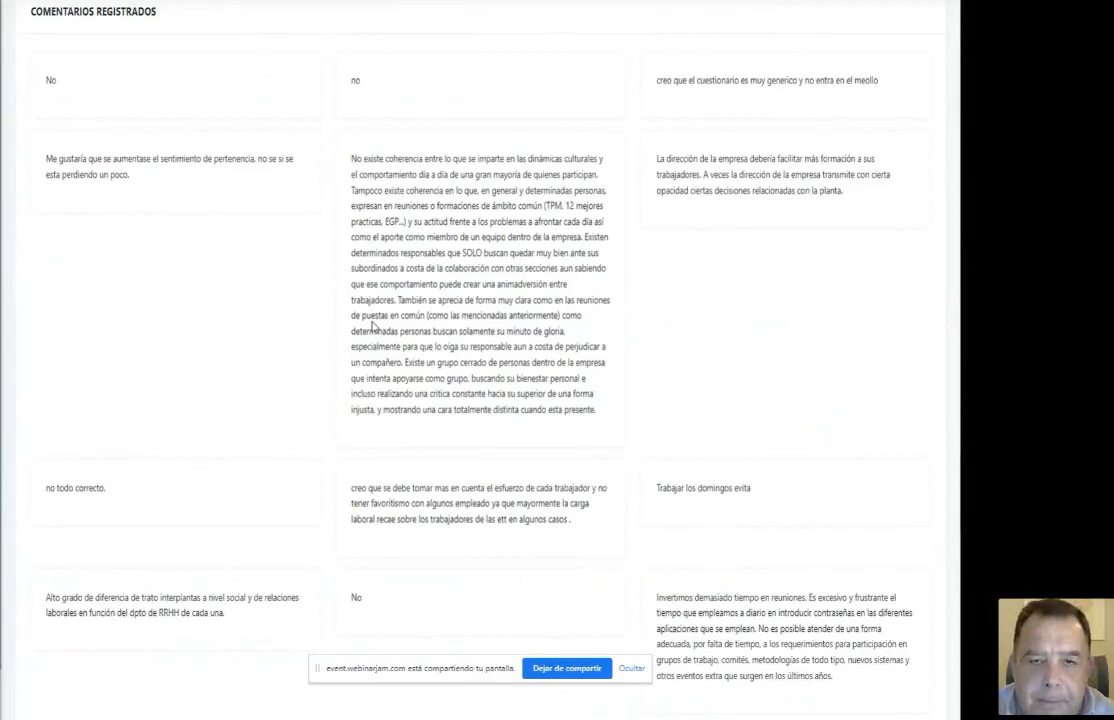 COMENTARIOS REGISTRADOS
No
no
creo que el cuestionario es muy generico y no entra en el meollo
Me gustaría que se aumentase el sentimiento de pertenencia, no se si se
esta perdiendo un poco.
No existe coherencia entre lo que se imparte en las dinámicas culturales y
el comportamiento día a día de una gran mayoría de quienes participan.
Tampoco existe coherencia en lo que, en general y determinadas personas,
expresan en reuniones o formaciones de ámbito común (TPM, 12 mejores
practicas, EGP...) y su actitud frente a los problemas a afrontar cada día así
como el aporte como miembro de un equipo dentro de la empresa. Existen
determinados responsables que SOLO buscan quedar muy bien ante sus
subordinados a costa de la colaboración con otras secciones aun sabiendo
que ese comportamiento puede crear una animadversión entre
trabajadores. También se aprecia de forma muy clara como en las reuniones
de puestas en común (como las mencionadas anteriormente) como
determinadas personas buscan solamente su minuto de gloria,
especialmente para que lo oiga su responsable aun a costa de perjudicar a
un compañero. Existe un grupo cerrado de personas dentro de la empresa
que intenta apoyarse como grupo, buscando su bienestar personal e
incluso realizando una critica constante hacia su superior de una forma
injusta, y mostrando una cara totalmente distinta cuando esta presente.
La dirección de la empresa debería facilitar más formación a sus
trabajadores. A veces la dirección de la empresa transmite con cierta
opacidad ciertas decisiones relacionadas con la planta.
no todo correcto.
creo que se debe tomar mas en cuenta el esfuerzo de cada trabajador y no
tener favoritismo con algunos empleado ya que mayormente la carga
laboral recae sobre los trabajadores de las ett en algunos casos .
Trabajar los domingos evita
Alto grado de diferencia de trato interplantas a nivel social y de relaciones
laborales en función del dpto de RRHH de cada una.
No
Invertimos demasiado tiempo en reuniones. Es excesivo y frustrante el
tiempo que empleamos a diario en introducir contraseñas en las diferentes
aplicaciones que se emplean. No es posible atender de una forma
adecuada, por falta de tiempo, a los requerimientos para participación en
grupos de trabajo, comités, metodologías de todo tipo, nuevos sistemas y
otros eventos extra que surgen en los últimos años.
event.webinarjam.com está compartiendo tu pantalla.
Dejar de compartir
Ocultar